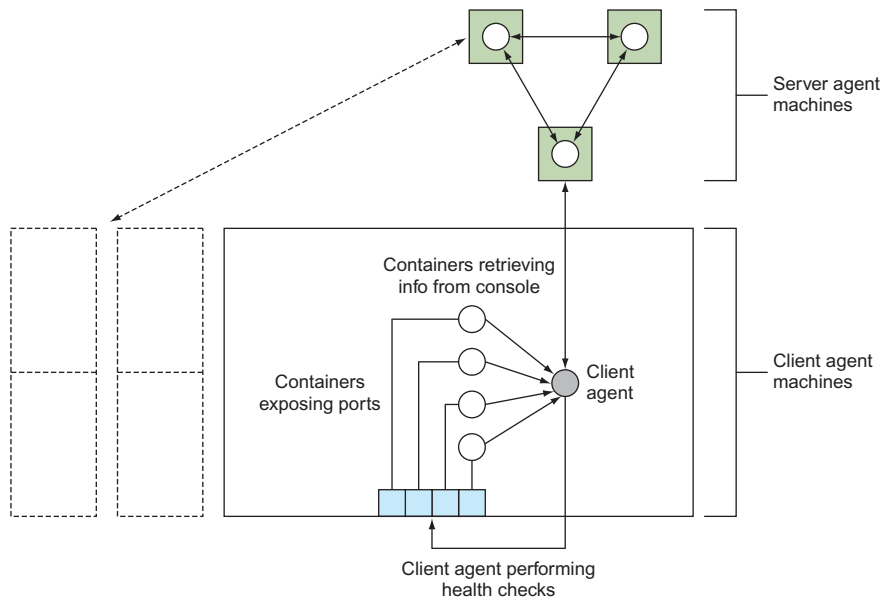 Server agent
machines
Containers retrieving
info from console
Client
agent
Client agent
machines
Containers
exposing ports
Client agent performing
health checks